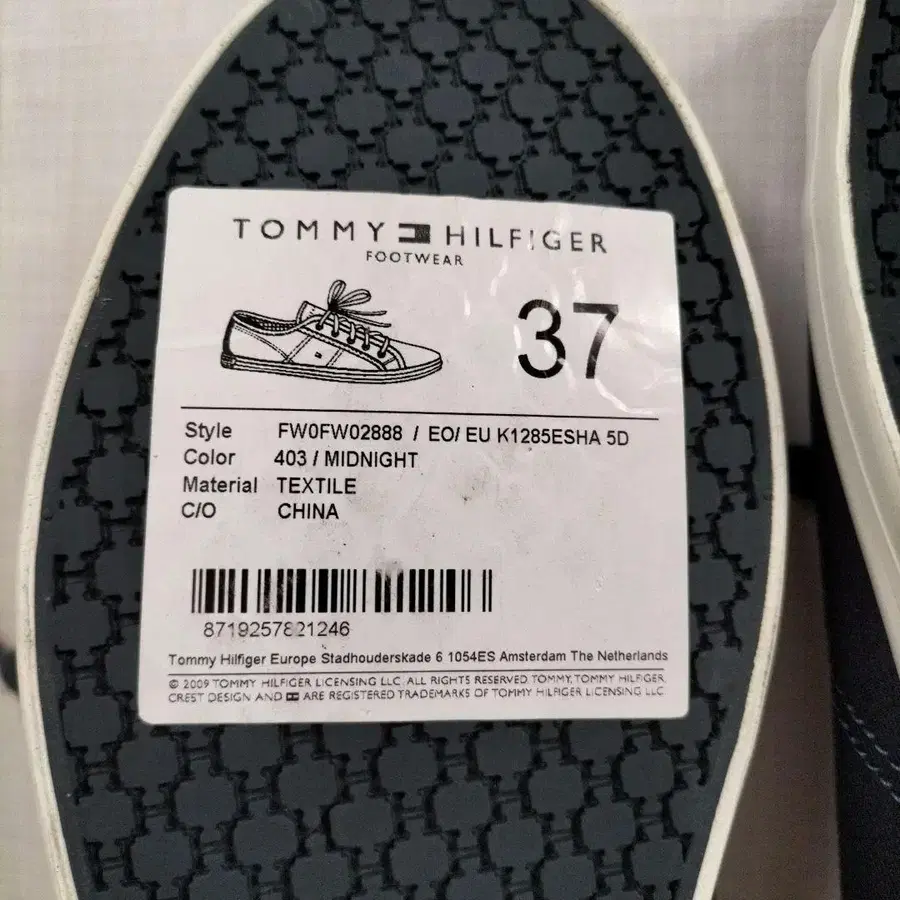 TOMMY HILFIGER
FOOTWEAR
37
Style FW0FW02888 / EO/ EU K1285ESHA 5D
Color 403 / MIDNIGHT
Material TEXTILE
C/O CHINA
8719257821246
Tommy Hilfiger Europe Stadhouderskade 6 1054ES Amsterdam The Netherlands
© 2009 TOMMY HILFIGER LICENSING LLC. ALL RIGHTS RESERVED. TOMMY, TOMMY HILFIGER,
CREST DESIGN AND ARE REGISTERED TRADEMARKS OF TOMMY HILFIGER LICENSING LLC